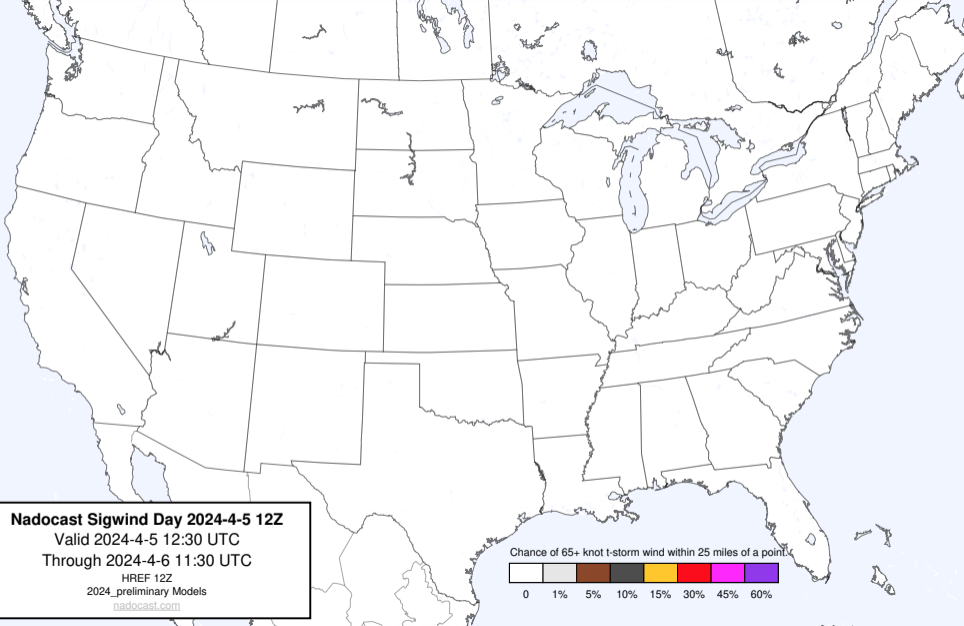 Nadocast Sigwind Day 2024-4-5 12Z
Valid 2024-4-5 12:30 UTC
Through 2024-4-6 11:30 UTC
HREF 12Z
2024_preliminary Models
nadocast.com
Chance of 65+ knot t-storm wind within 25 miles of a point.
0 1% 5% 10% 15% 30% 45% 60%